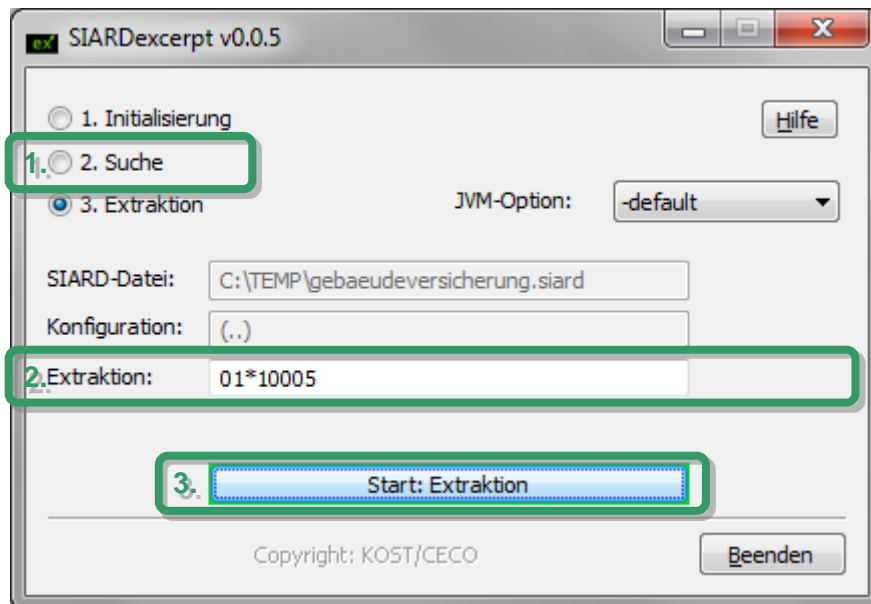 ex SIARDexcerpt v0.0.5
1. Initialisierung
Hilfe
1. 2. Suche
3. Extraktion
JVM-Option: -default
SIARD-Datei: C:\TEMP\gebaeudeversicherung.siard
Konfiguration: (..)
2. Extraktion: 01*10005
3. Start: Extraktion
Copyright: KOST/CECO
Beenden